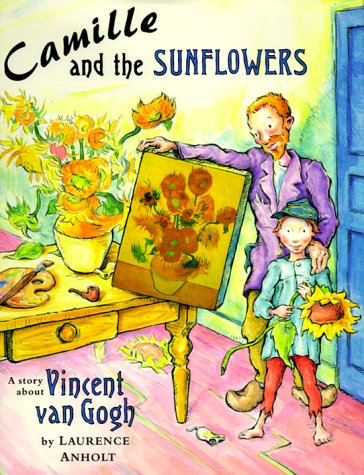 Camille
and the SUNFLOWERS
A story
about Vincent
van Gogh
by LAURENCE
ANHOLT